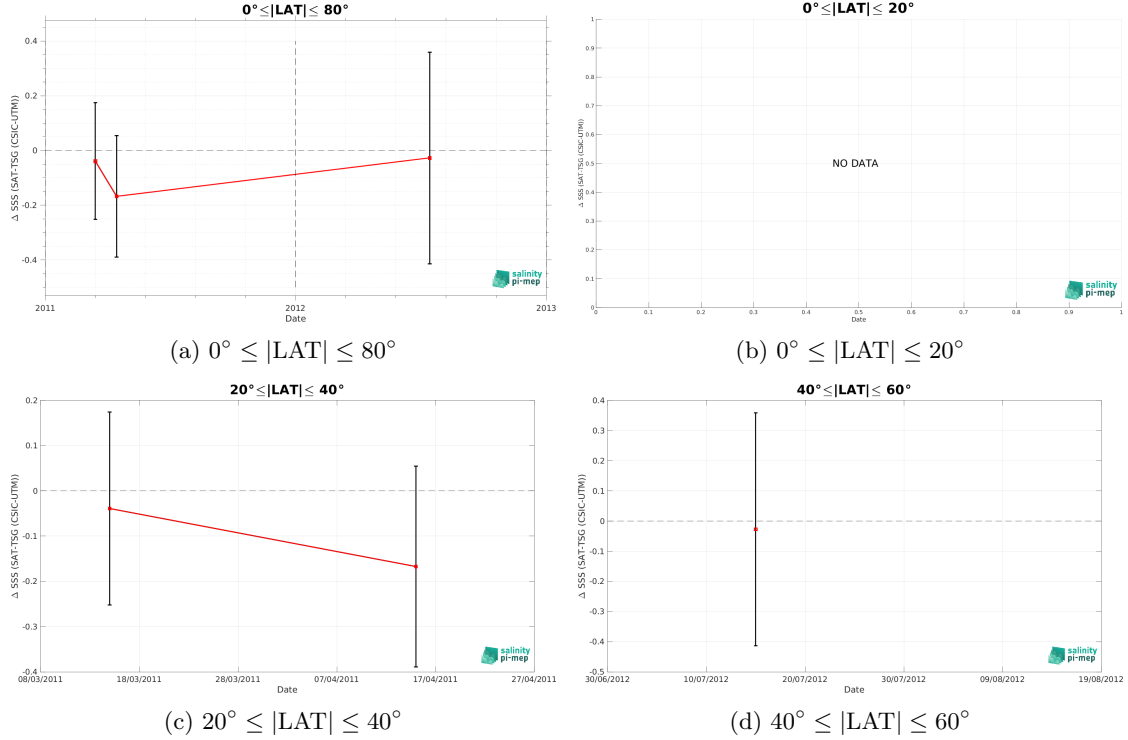 0°≤|LAT|≤ 80°
Δ SSS (SAT-TSG (CSIC-UTM))
0
-0.2
-0.4
2011
2012
2013
Date
salinity
pi-mep
(a) 0° ≤ |LAT| ≤ 80°
0°≤|LAT|≤ 20°
Δ SSS (SAT-TSG (CSIC-UTM))
1
0.9
0.8
0.7
0.6
0.5
0.4
0.3
0.2
0.1
0
NO DATA
0
0.1
0.2
0.3
0.4
0.5
0.6
0.7
0.8
0.9
1
Date
salinity
pi-mep
(b) 0° ≤ |LAT| ≤ 20°
20°≤|LAT|≤ 40°
Δ SSS (SAT-TSG (CSIC-UTM))
0.2
0.1
0
-0.1
-0.2
-0.3
-0.4
08/03/2011
18/03/2011
28/03/2011
07/04/2011
17/04/2011
27/04/2011
Date
salinity
pi-mep
(c) 20° ≤ |LAT| ≤ 40°
40°≤|LAT|≤ 60°
Δ SSS (SAT-TSG (CSIC-UTM))
0.4
0.3
0.2
0.1
0
-0.1
-0.2
-0.3
-0.4
-0.5
30/06/2012
10/07/2012
20/07/2012
30/07/2012
09/08/2012
19/08/2012
Date
salinity
pi-mep
(d) 40° ≤ |LAT| ≤ 60°